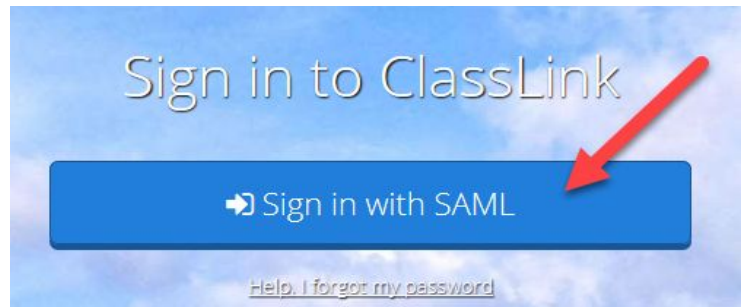 Sign in to ClassLink
Sign in with SAML
Help, I forgot my password